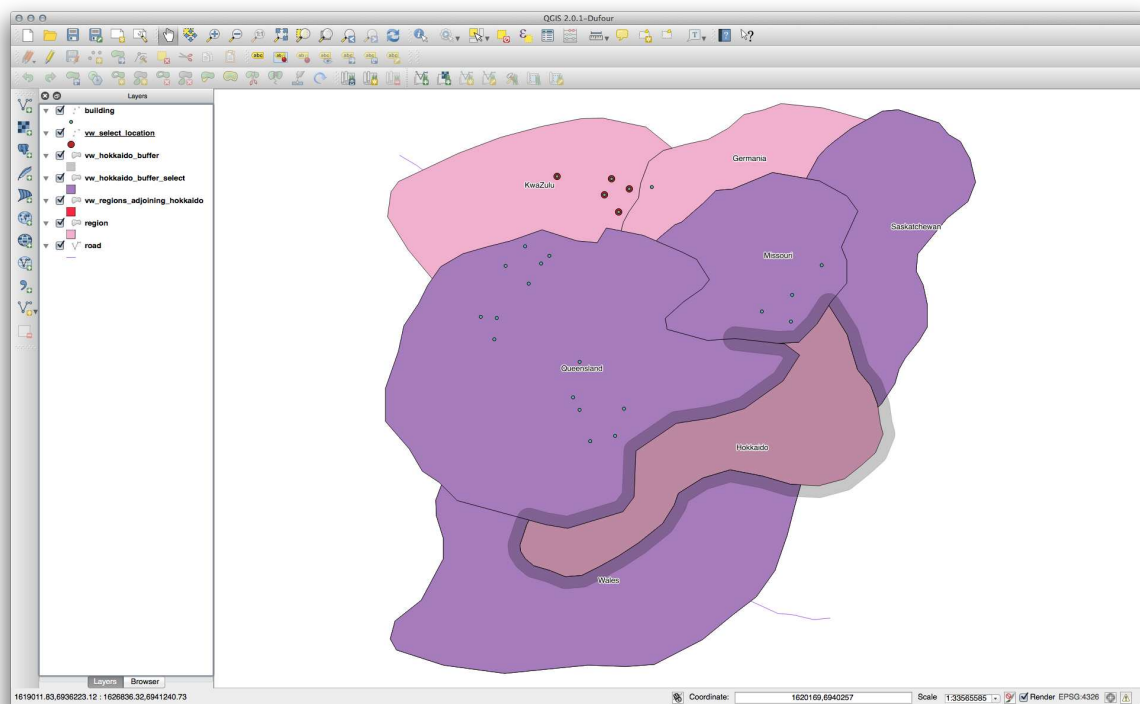 QGIS 2.0.1-Dufour
Layers
building
vw_select_location
vw_hokkaido_buffer
vw_hokkaido_buffer_select
vw_regions_adjoining_hokkaido
region
road
Germania
KwaZulu
Saskatchewan
Missouri
Queensland
Hokkaido
Wales
Layers Browser
1619011.83,6936223.12 : 1626836.32,6941240.73
Coordinate: 1620169,6940257 Scale 1:33565585 Render EPSG:4326